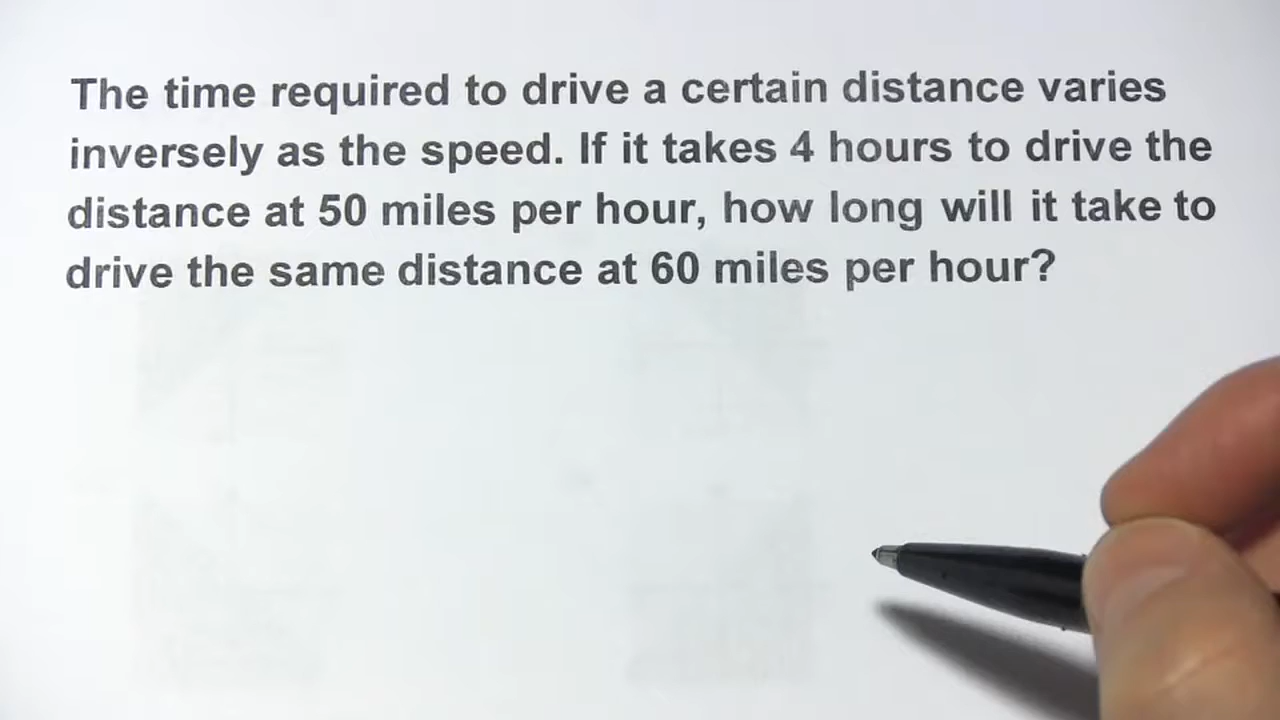 The time required to drive a certain distance varies
inversely as the speed. If it takes 4 hours to drive the
distance at 50 miles per hour, how long will it take to
drive the same distance at 60 miles per hour?